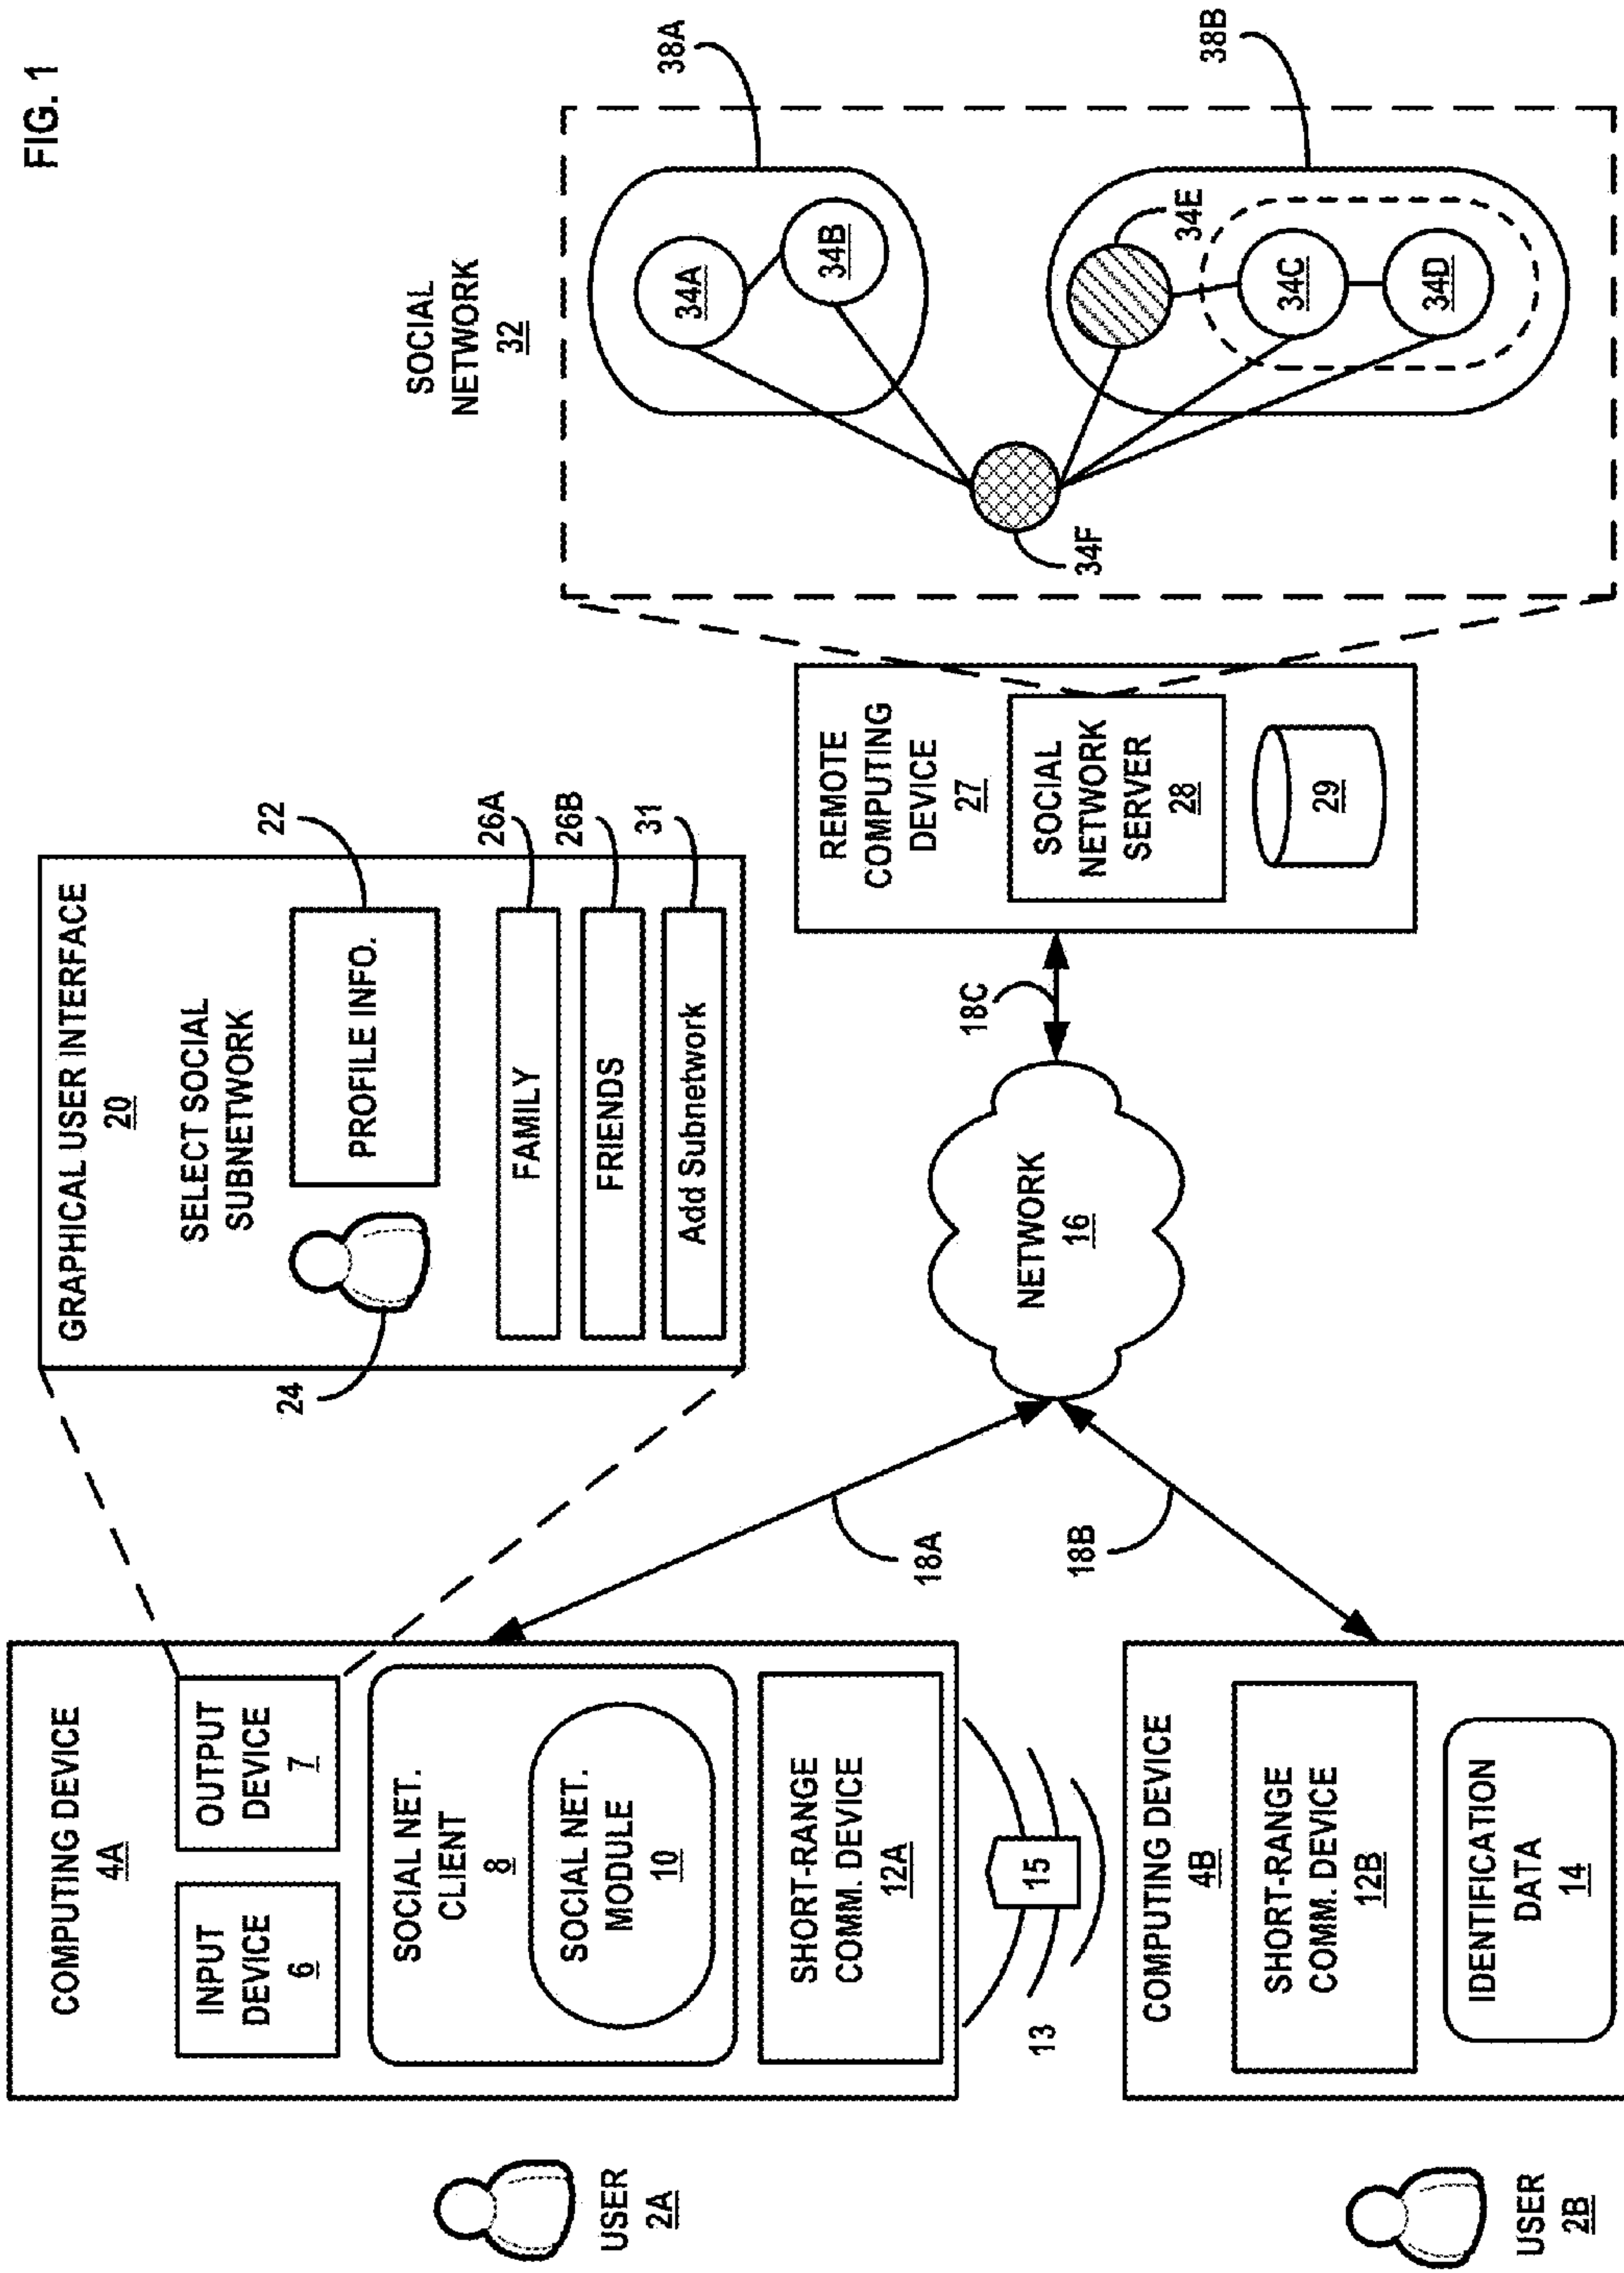 FIG. 1
COMPUTING DEVICE
4A
INPUT
DEVICE
6
OUTPUT
DEVICE
7
SOCIAL NET.
CLIENT
8
SOCIAL NET.
MODULE
10
SHORT-RANGE
COMM. DEVICE
12A
USER
2A
13
15
COMPUTING DEVICE
4B
SHORT-RANGE
COMM. DEVICE
12B
IDENTIFICATION
DATA
14
USER
2B
18A
18B
GRAPHICAL USER INTERFACE
20
SELECT SOCIAL
SUBNETWORK
24
PROFILE INFO.
22
FAMILY
26A
FRIENDS
26B
Add Subnetwork
31
NETWORK
16
18C
REMOTE
COMPUTING
DEVICE
27
SOCIAL
NETWORK
SERVER
28
29
SOCIAL
NETWORK
32
38A
34A
34B
34F
38B
34E
34C
34D